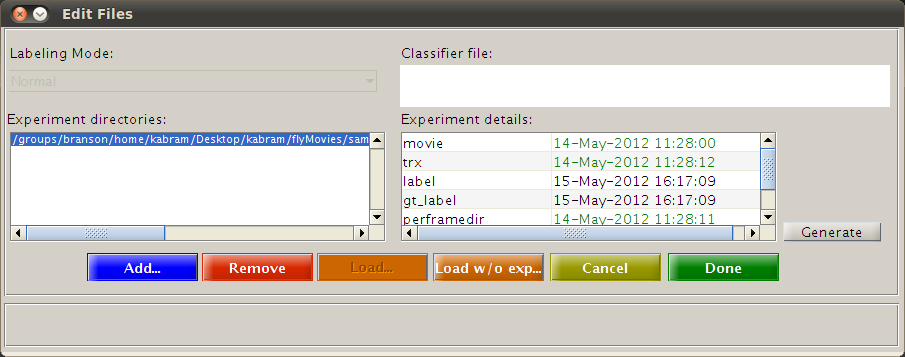 Edit Files
Labeling Mode:
Classifier file:
Normal
Experiment directories:
Experiment details:
/groups/branson/home/kabram/Desktop/kabram/flyMovies/sam
movie 14-May-2012 11:28:00
trx 14-May-2012 11:28:12
label 15-May-2012 16:17:09
gt_label 15-May-2012 16:17:09
perframedir 14-May-2012 11:28:11
Generate
Add... Remove Load... Load w/o exp... Cancel Done